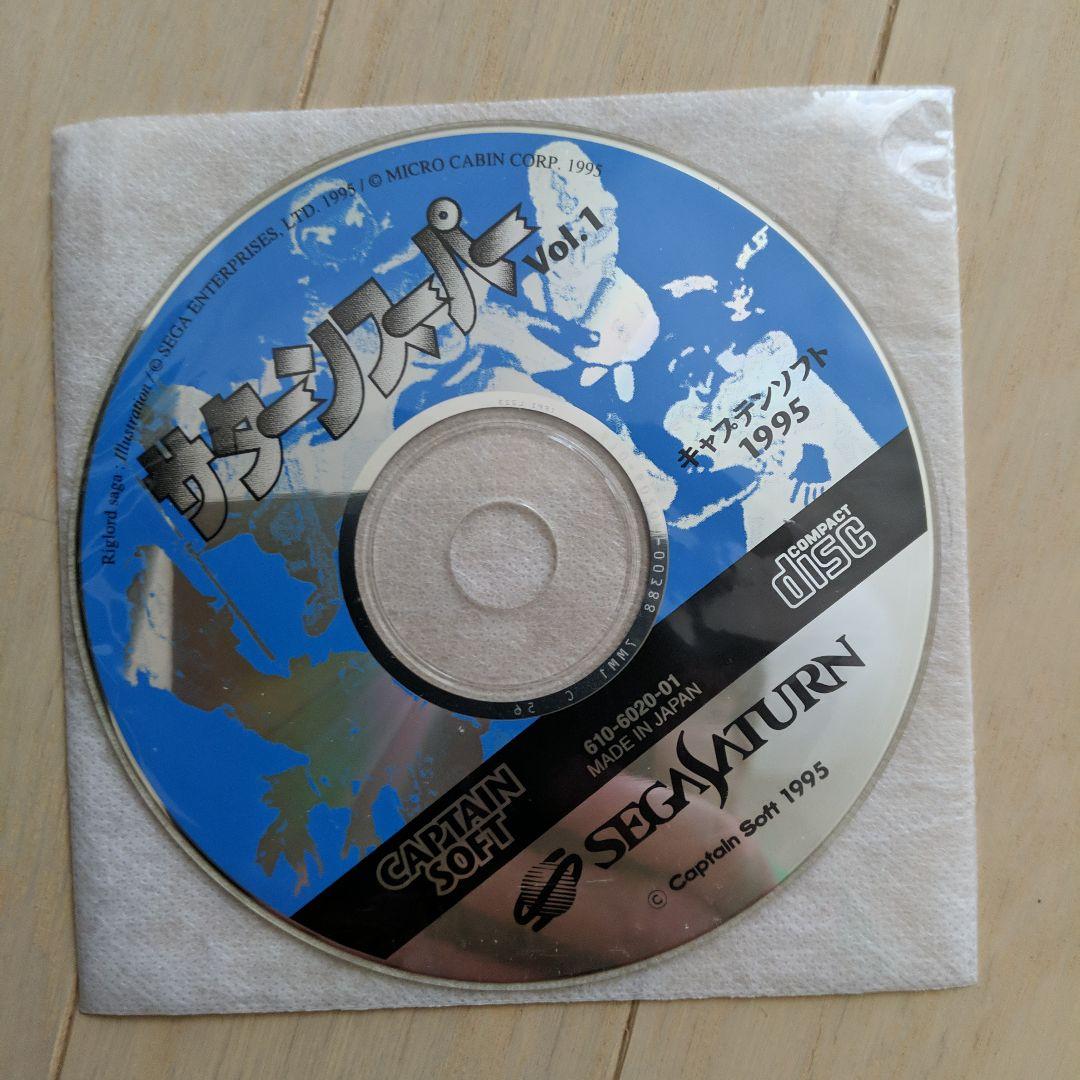 Riglord saga : Illustration / © SEGA ENTERPRISES, LTD. 1995 / © MICRO CABIN CORP. 1995
サターンスーパー
Vol.1
キャプテンソフト
1995
COMPACT
disc
610-6020-01
MADE IN JAPAN
CAPTAIN
SOFT
SEGA SATURN
© Captain Soft 1995